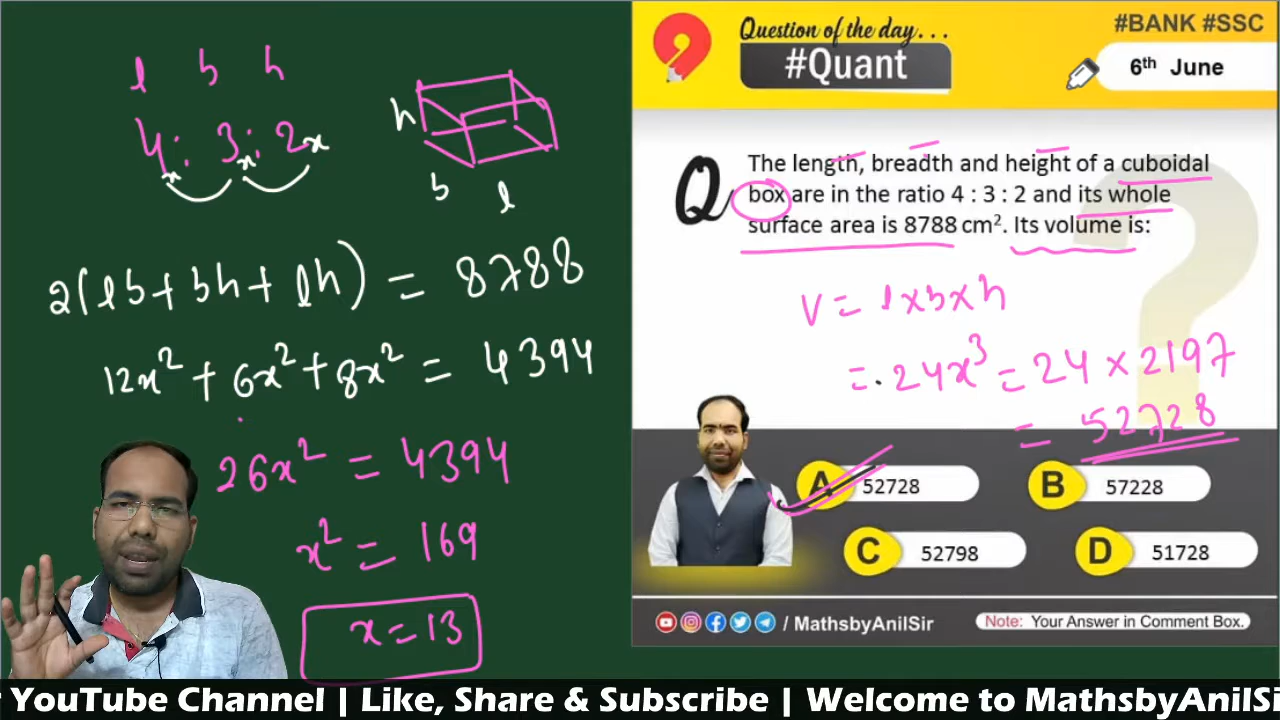 l b h
4 : 3 : 2
x x x
h
b l
2(lb + bh + lh) = 8788
12x² + 6x² + 8x² = 4394
26x² = 4394
x² = 169
x = 13
Question of the day...
#Quant
#BANK #SSC
6th June
Q
The length, breadth and height of a cuboidal
box are in the ratio 4 : 3 : 2 and its whole
surface area is 8788 cm². Its volume is:
V = l × b × h
= 24x³ = 24 × 2197
= 52728
A 52728
B 57228
C 52798
D 51728
/ MathsbyAnilSir
Note: Your Answer in Comment Box.
YouTube Channel | Like, Share & Subscribe | Welcome to MathsbyAnilSi